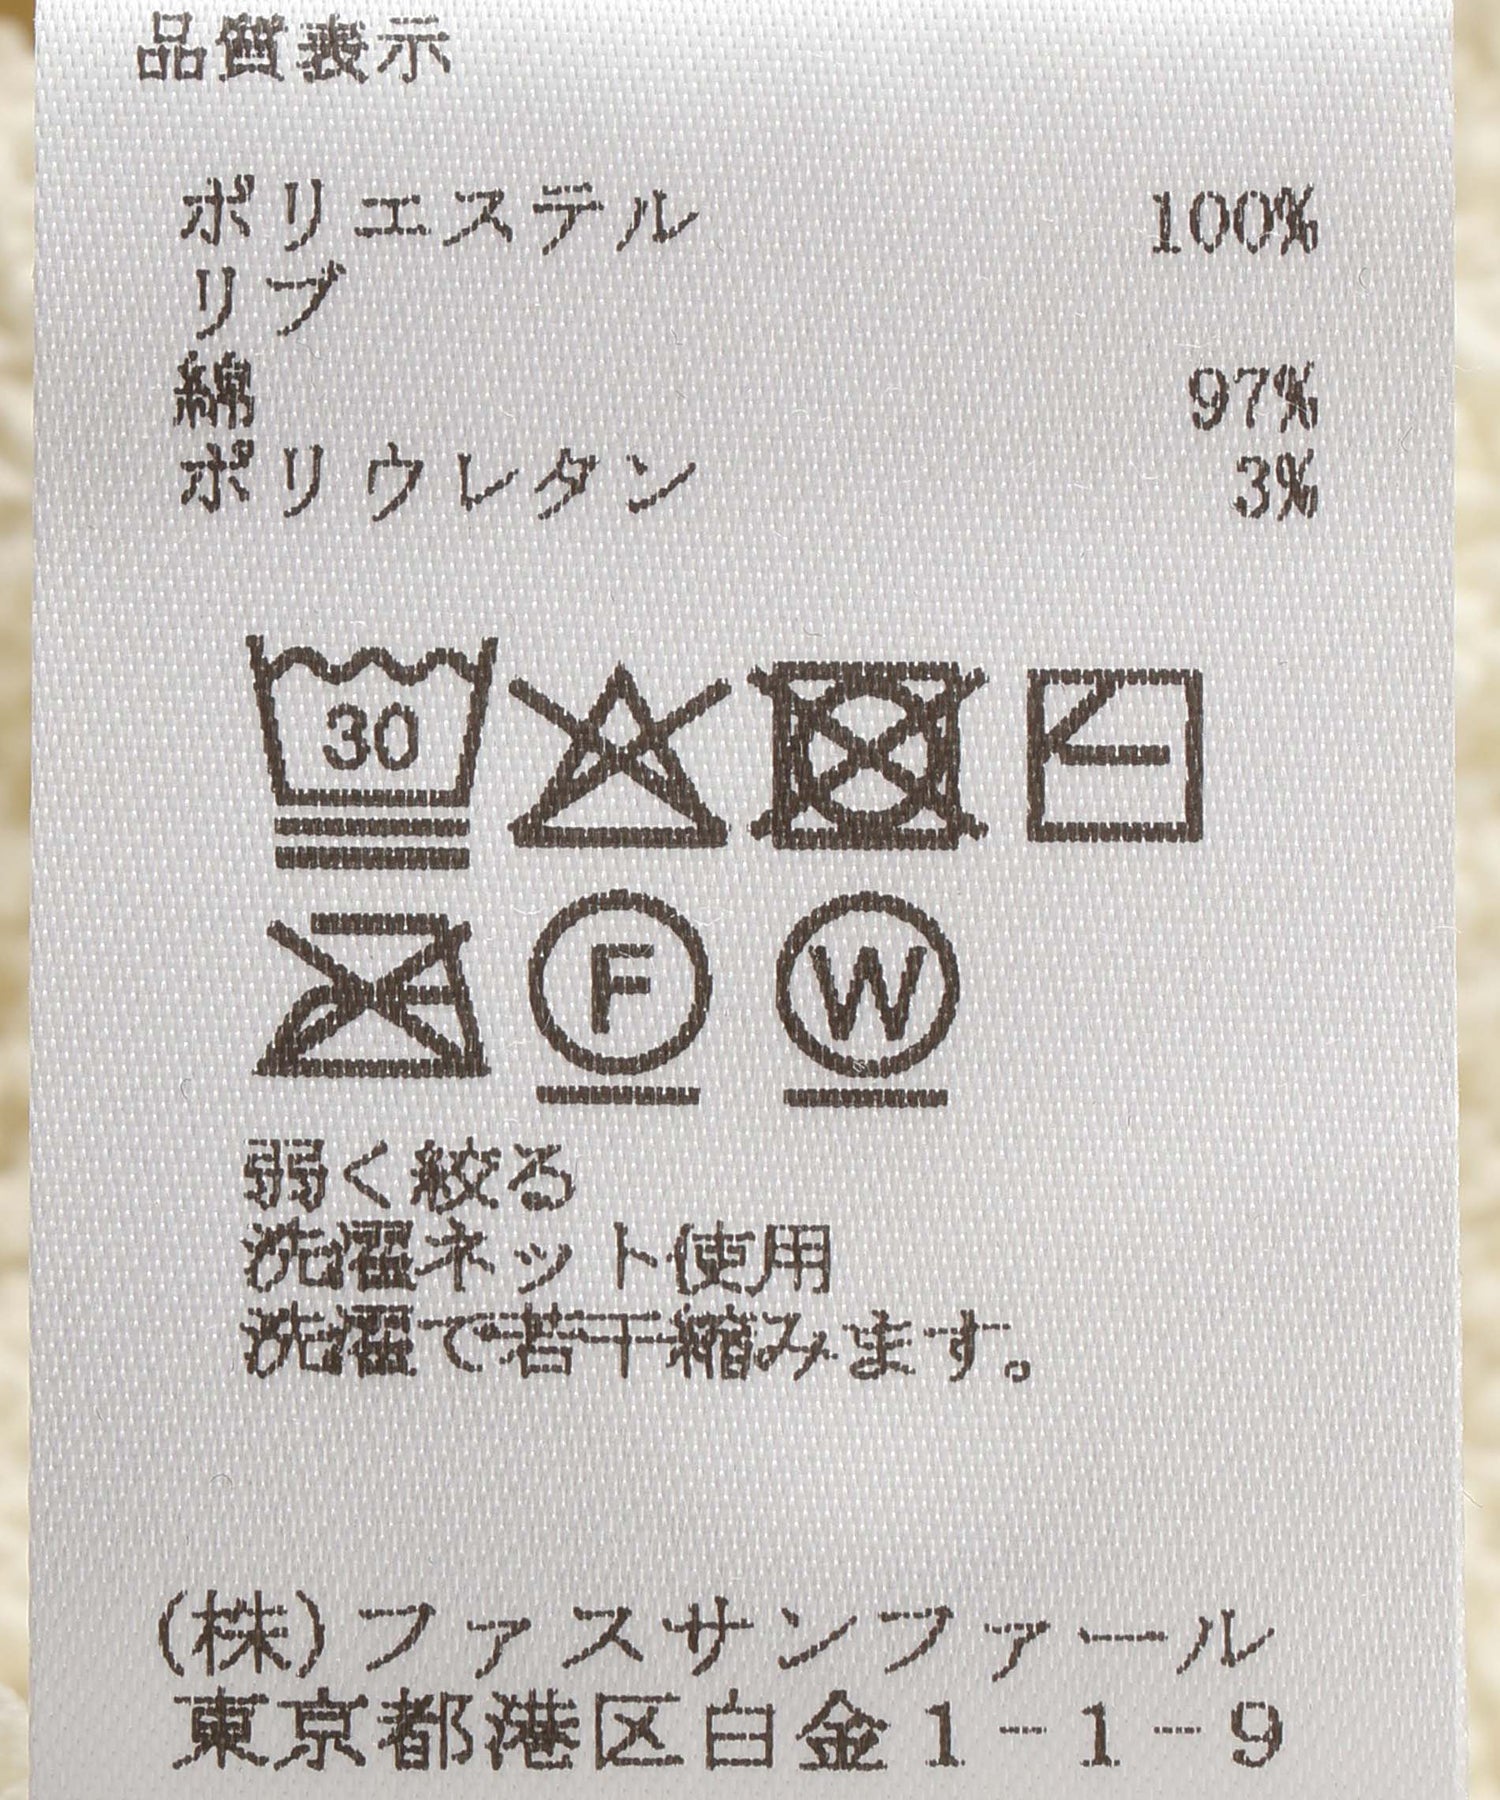 品質表示
ポリエステル 100%
リブ
綿 97%
ポリウレタン 3%
30
F W
弱く絞る
洗濯ネット使用
洗濯で若干縮みます。
(株)ファスサンファール
東京都港区白金1-1-9